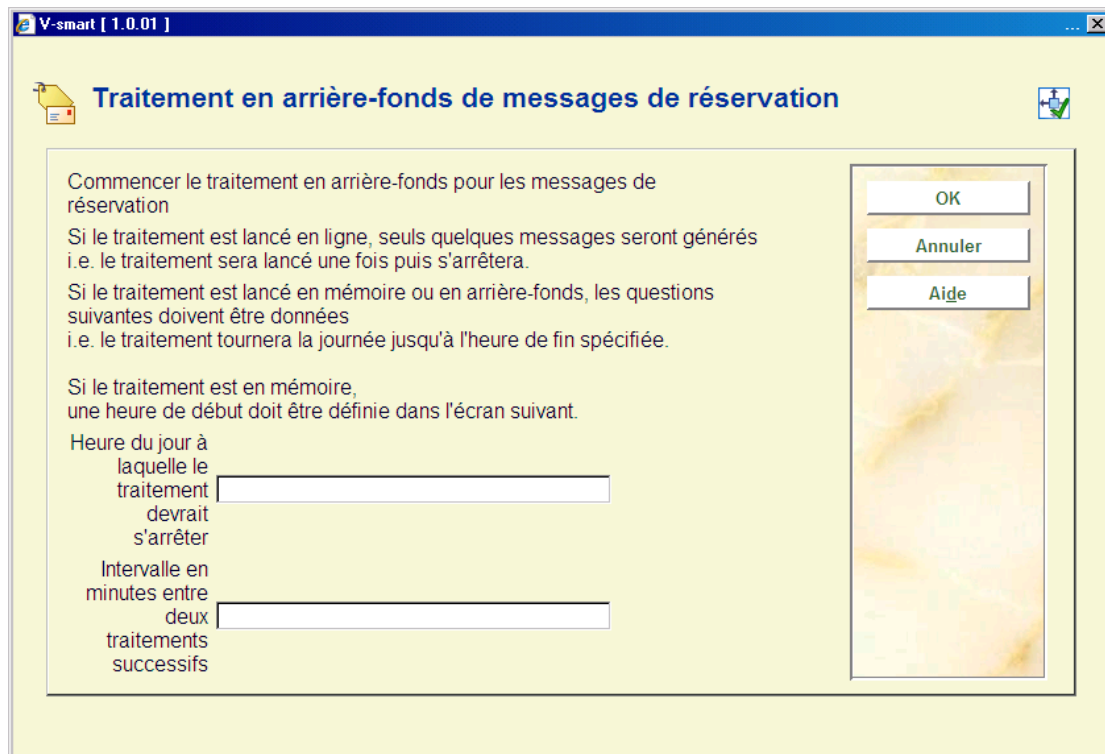 V-smart [ 1.0.01 ]
...
Traitement en arrière-fonds de messages de réservation
Commencer le traitement en arrière-fonds pour les messages de
réservation
Si le traitement est lancé en ligne, seuls quelques messages seront générés
i.e. le traitement sera lancé une fois puis s'arrêtera.
Si le traitement est lancé en mémoire ou en arrière-fonds, les questions
suivantes doivent être données
i.e. le traitement tournera la journée jusqu'à l'heure de fin spécifiée.
Si le traitement est en mémoire,
une heure de début doit être définie dans l'écran suivant.
Heure du jour à
laquelle le
traitement
devrait
s'arrêter
Intervalle en
minutes entre
deux
traitements
successifs
OK
Annuler
Aide